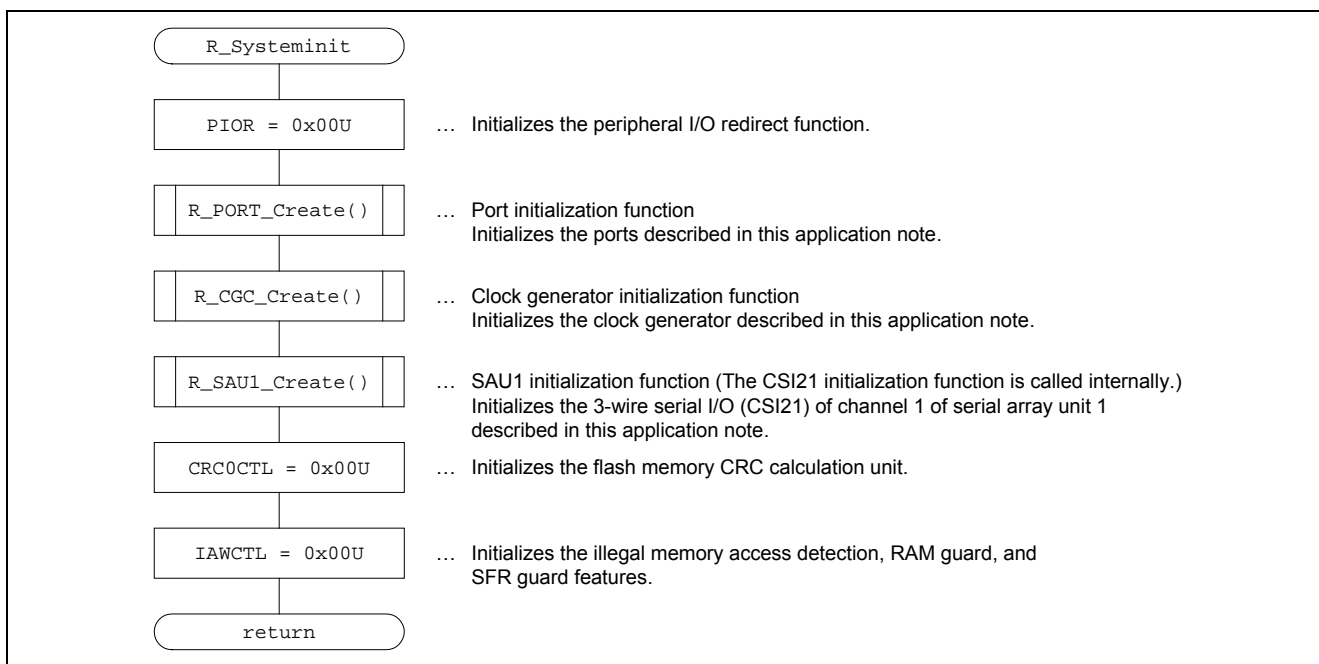 R_Systeminit
PIOR = 0x00U … Initializes the peripheral I/O redirect function.
R_PORT_Create() … Port initialization function
Initializes the ports described in this application note.
R_CGC_Create() … Clock generator initialization function
Initializes the clock generator described in this application note.
R_SAU1_Create() … SAU1 initialization function (The CSI21 initialization function is called internally.)
Initializes the 3-wire serial I/O (CSI21) of channel 1 of serial array unit 1
described in this application note.
CRC0CTL = 0x00U … Initializes the flash memory CRC calculation unit.
IAWCTL = 0x00U … Initializes the illegal memory access detection, RAM guard, and
SFR guard features.
return